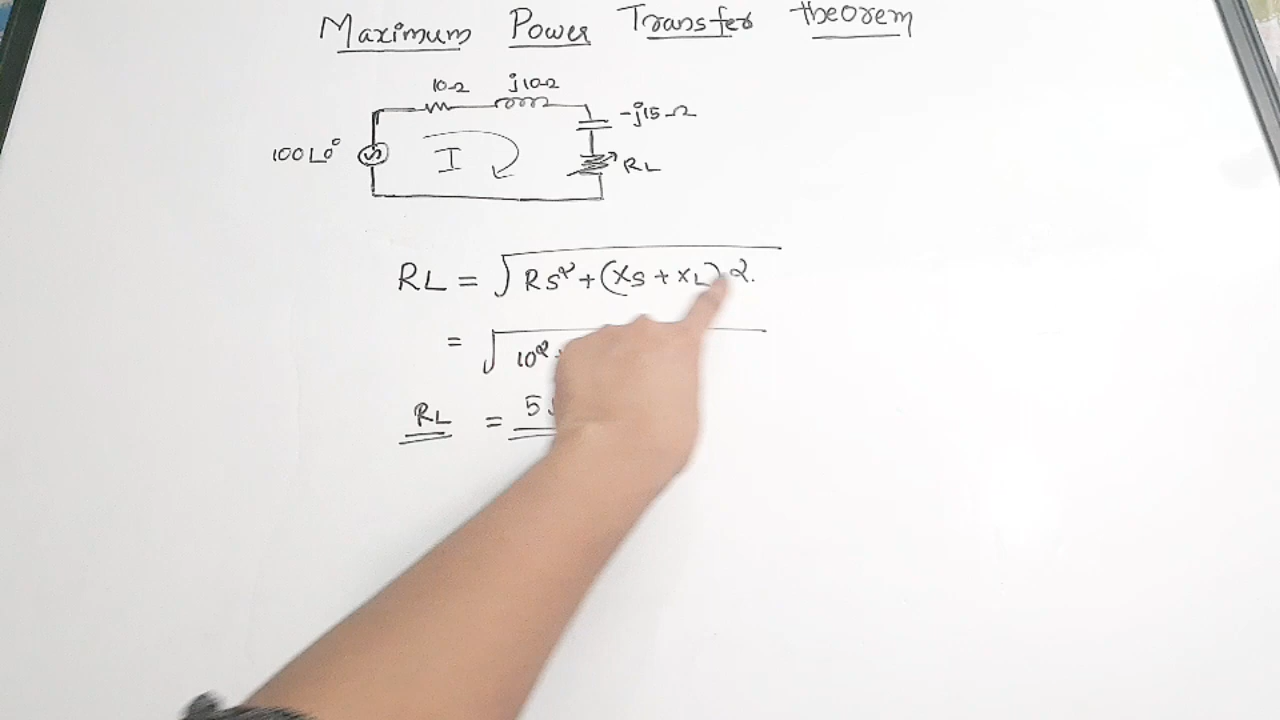 Maximum Power Transfer theorem
10Ω j10Ω
-j15Ω
100∠0°
I
RL
RL = √RS² + (XS + XL)2.
= √10²
RL = 5